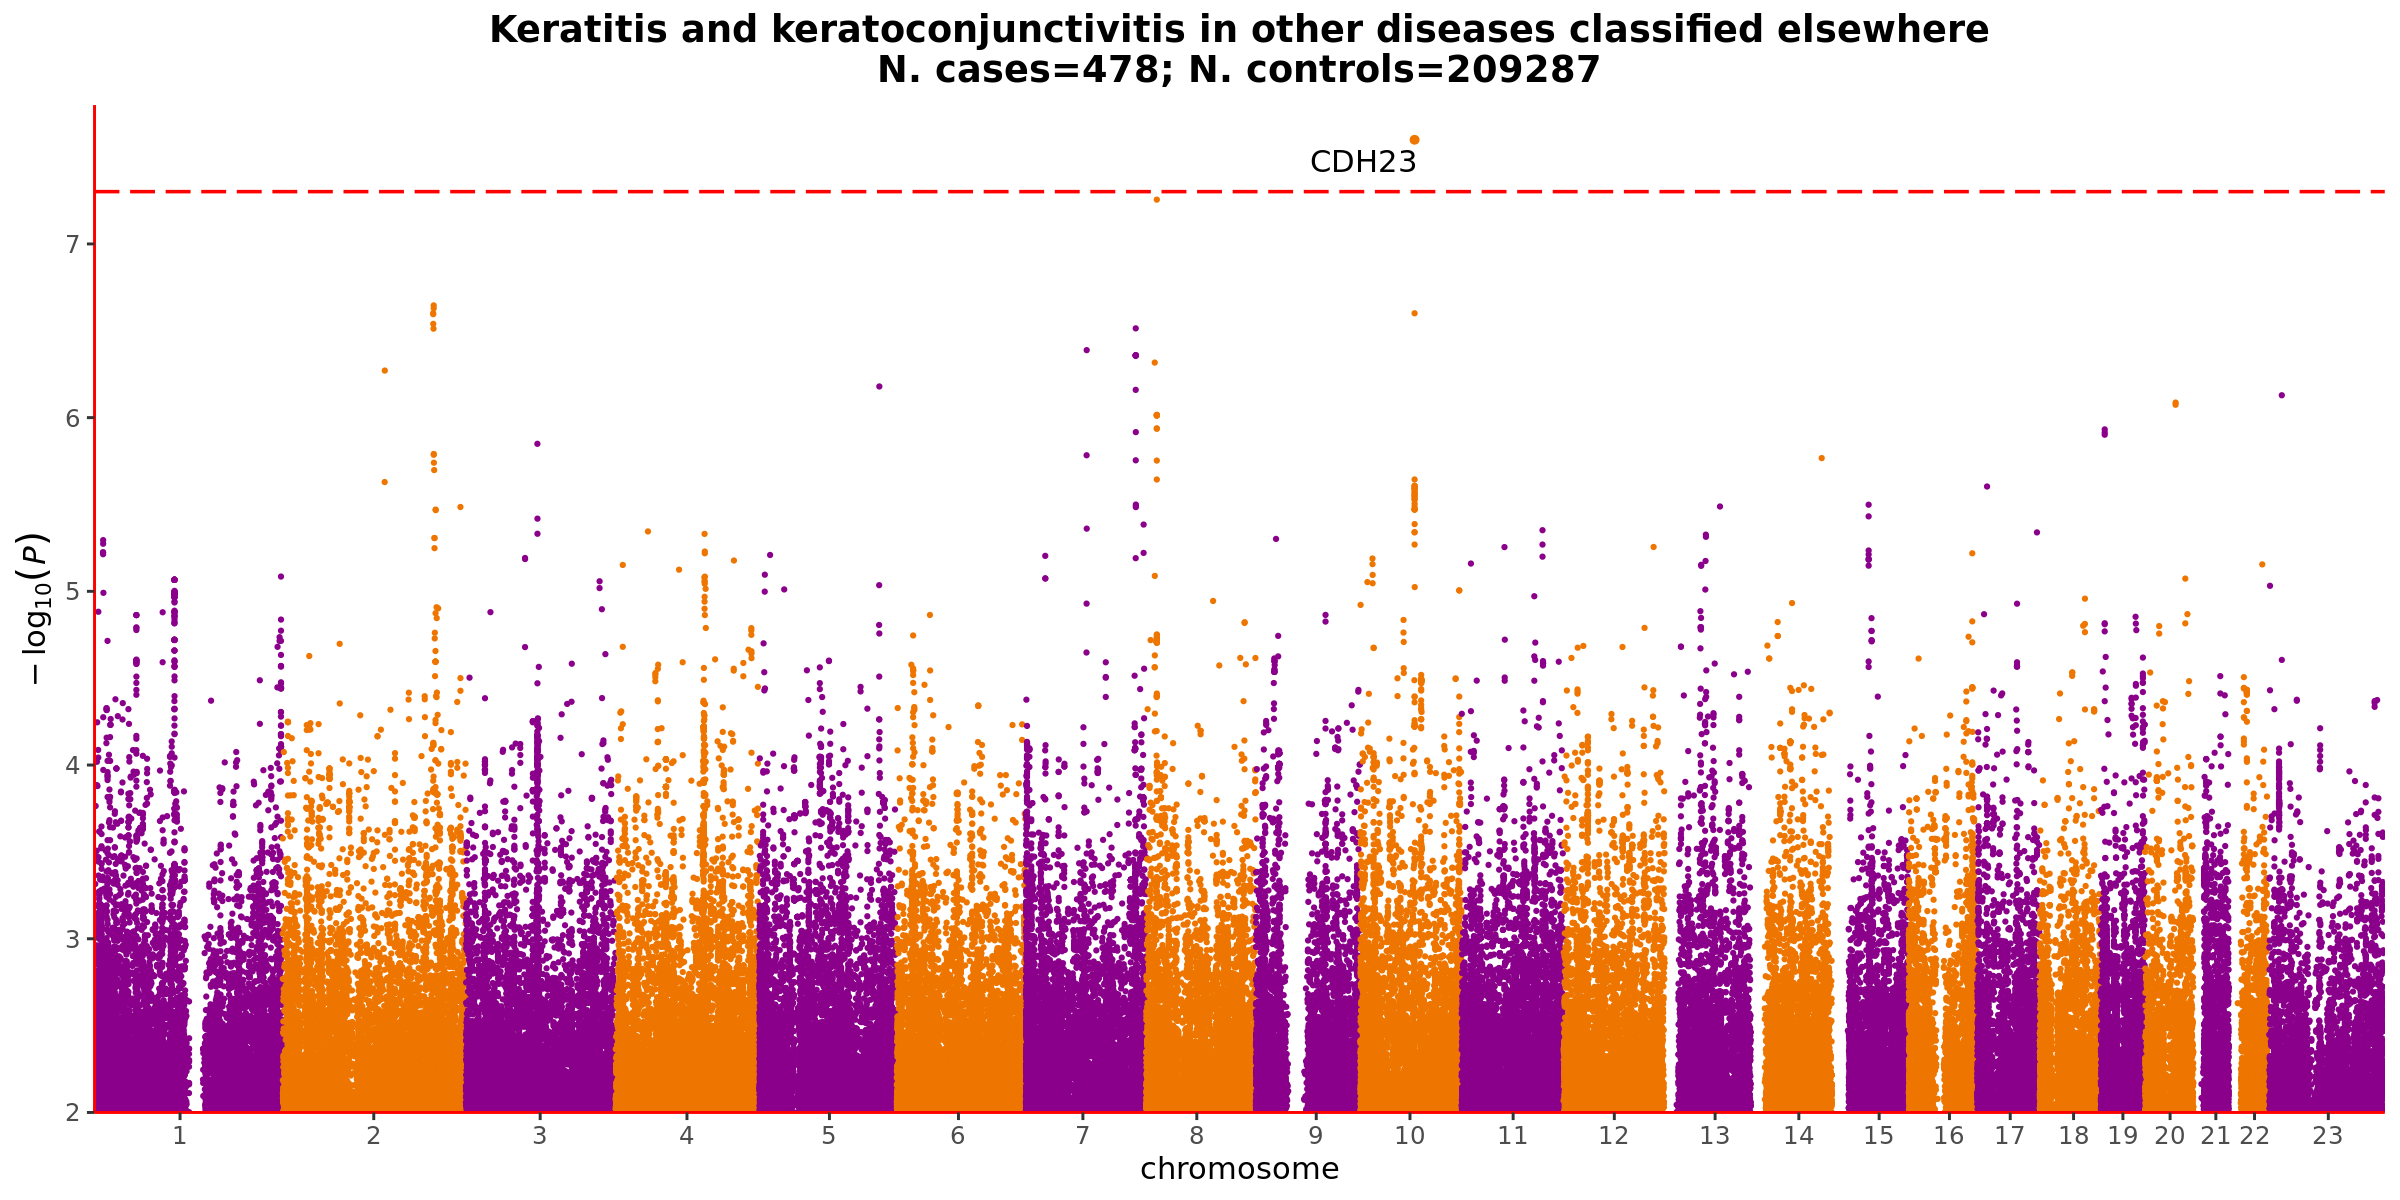 Keratitis and keratoconjunctivitis in other diseases classified elsewhere
N. cases=478; N. controls=209287
CDH23
7
6
5
4
3
2
− log₁₀(P)
1 2 3 4 5 6 7 8 9 10 11 12 13 14 15 16 17 18 19 20 21 22 23
chromosome